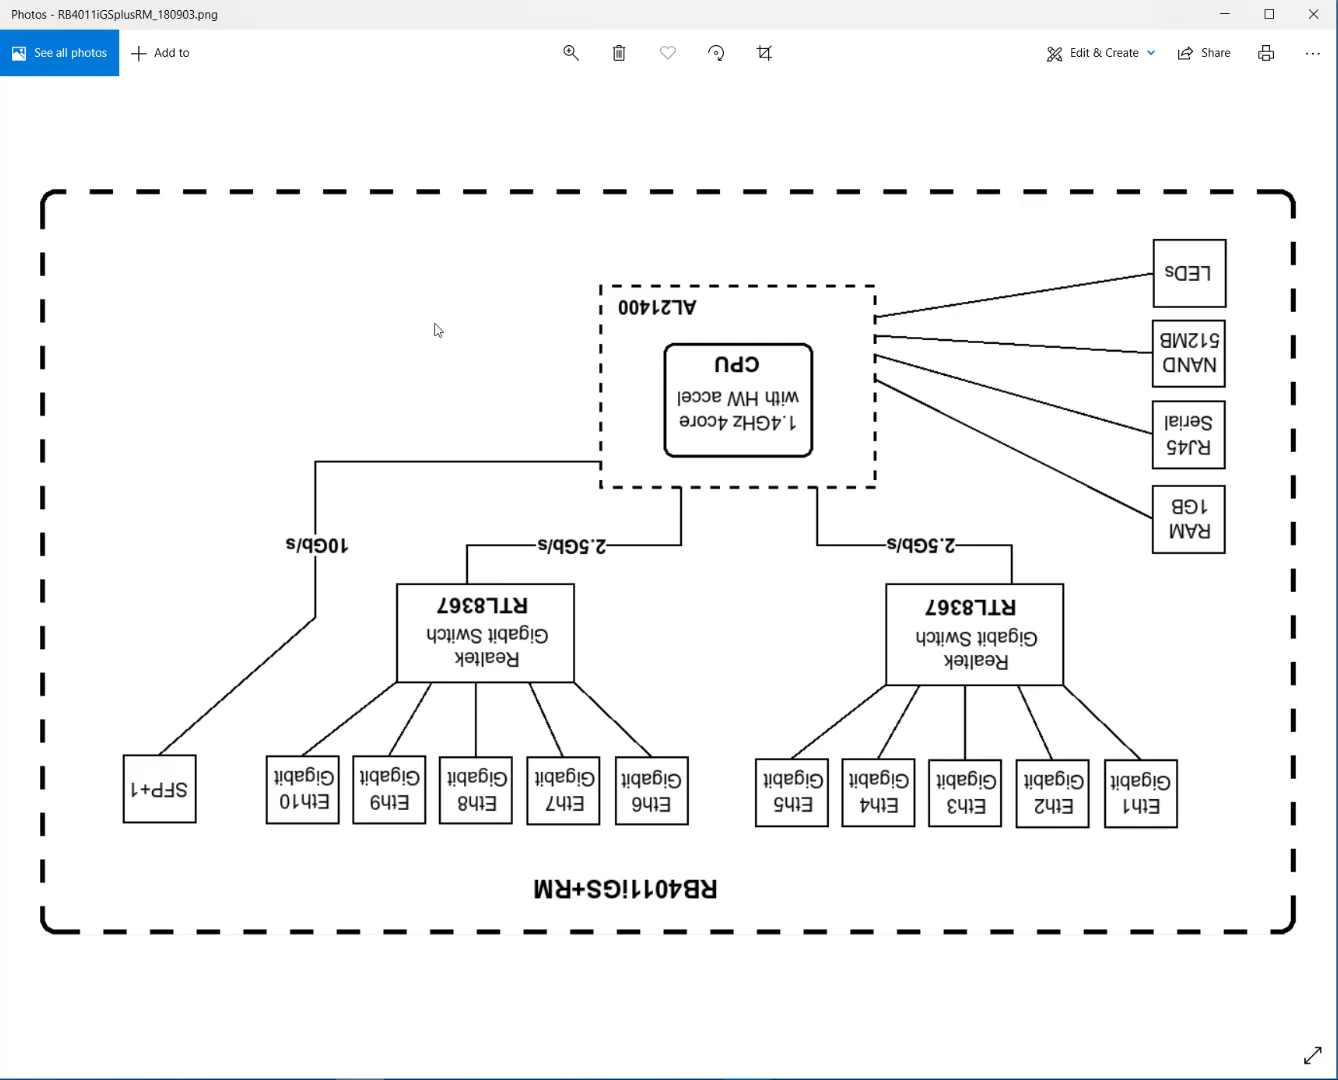 Photos - RB4011iGSplusRM_180903.png
See all photos
Add to
Edit & Create
Share
RB4011iGS+RM
Eth1
Gigabit
Eth2
Gigabit
Eth3
Gigabit
Eth4
Gigabit
Eth5
Gigabit
Eth6
Gigabit
Eth7
Gigabit
Eth8
Gigabit
Eth9
Gigabit
Eth10
Gigabit
SFP+1
Realtek
Gigabit Switch
RTL8367
Realtek
Gigabit Switch
RTL8367
2.5Gb/s
2.5Gb/s
10Gb/s
RAM
1GB
RJ45
Serial
NAND
512MB
LEDs
1.4GHz 4core
with HW accel
CPU
AL21400